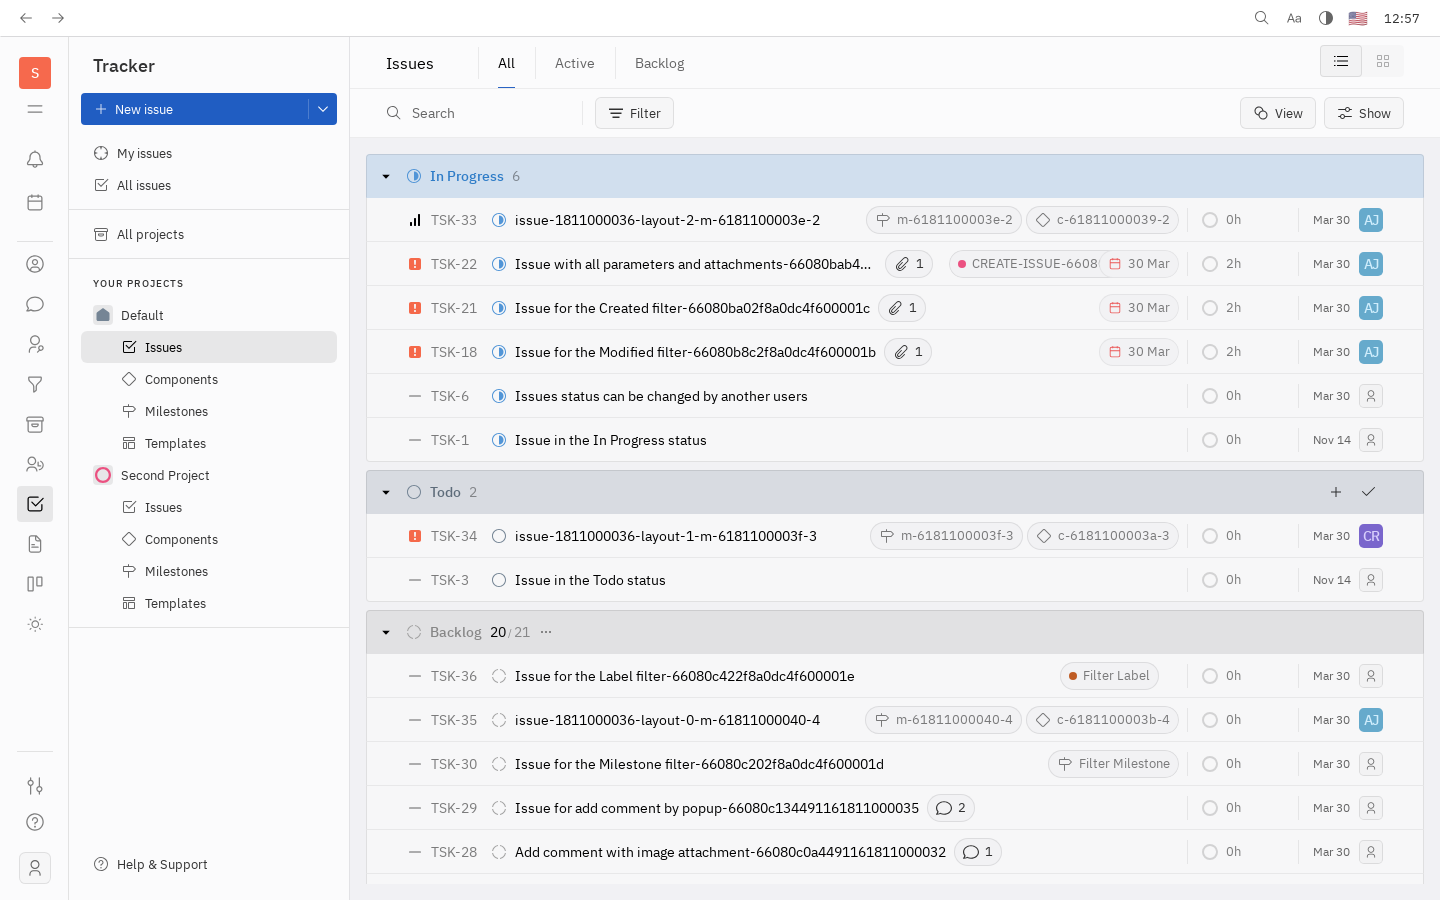 Aa 12:57
S
Tracker
New issue
My issues
All issues
All projects
YOUR PROJECTS
Default
Issues
Components
Milestones
Templates
Second Project
Issues
Components
Milestones
Templates
Help & Support
Issues All Active Backlog
Search Filter View Show
In Progress 6
TSK-33 issue-1811000036-layout-2-m-6181100003e-2 m-6181100003e-2 c-61811000039-2 0h Mar 30 AJ
TSK-22 Issue with all parameters and attachments-66080bab4... 1 CREATE-ISSUE-6608 30 Mar 2h Mar 30 AJ
TSK-21 Issue for the Created filter-66080ba02f8a0dc4f600001c 1 30 Mar 2h Mar 30 AJ
TSK-18 Issue for the Modified filter-66080b8c2f8a0dc4f600001b 1 30 Mar 2h Mar 30 AJ
TSK-6 Issues status can be changed by another users 0h Mar 30
TSK-1 Issue in the In Progress status 0h Nov 14
Todo 2
TSK-34 issue-1811000036-layout-1-m-6181100003f-3 m-6181100003f-3 c-6181100003a-3 0h Mar 30 CR
TSK-3 Issue in the Todo status 0h Nov 14
Backlog 20/21 ...
TSK-36 Issue for the Label filter-66080c422f8a0dc4f600001e Filter Label 0h Mar 30
TSK-35 issue-1811000036-layout-0-m-61811000040-4 m-61811000040-4 c-6181100003b-4 0h Mar 30 AJ
TSK-30 Issue for the Milestone filter-66080c202f8a0dc4f600001d Filter Milestone 0h Mar 30
TSK-29 Issue for add comment by popup-66080c134491161811000035 2 0h Mar 30
TSK-28 Add comment with image attachment-66080c0a4491161811000032 1 0h Mar 30